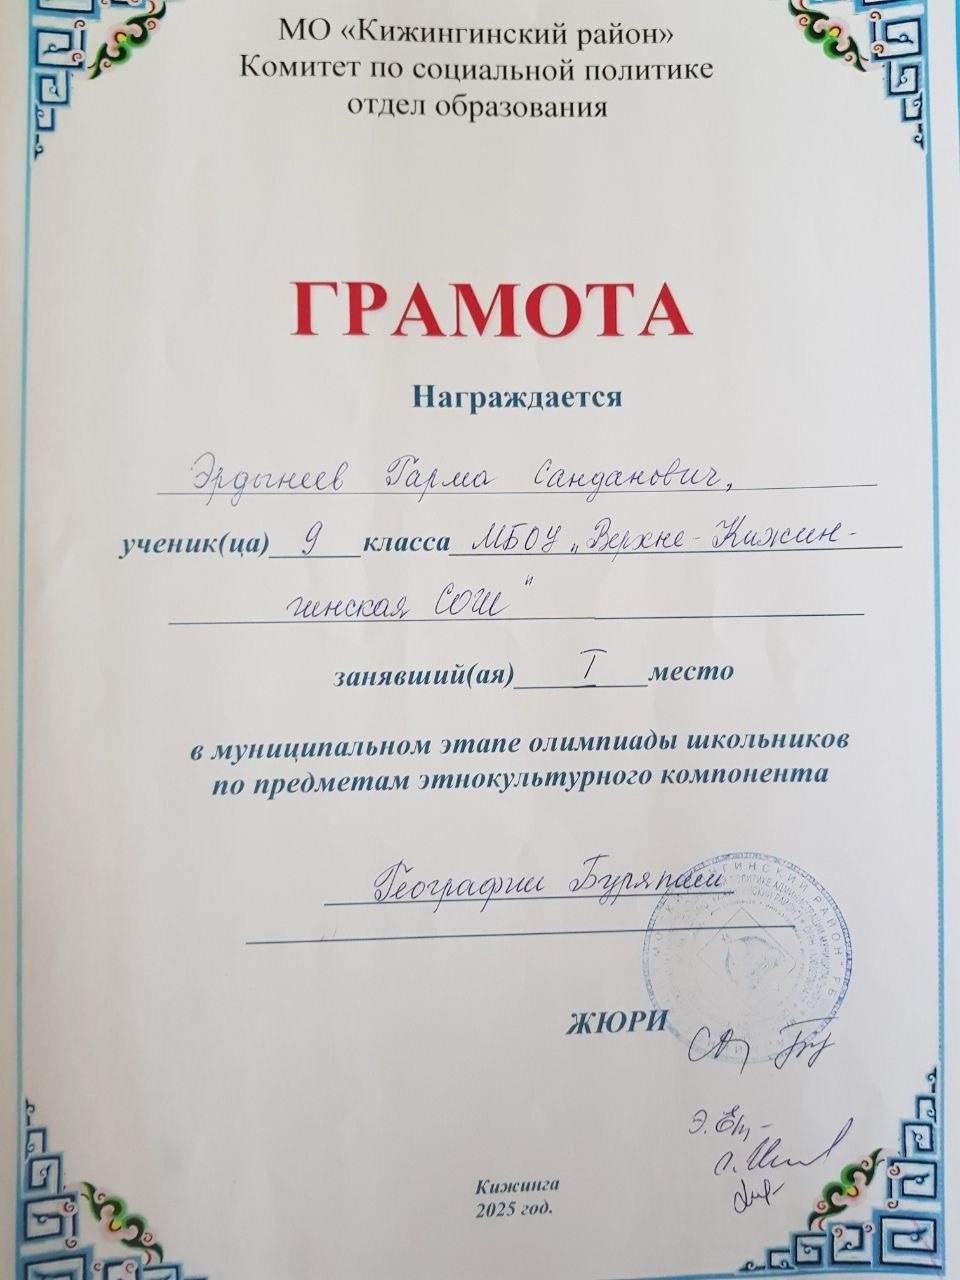 МО «Кижингинский район»
Комитет по социальной политике
отдел образования
ГРАМОТА
Награждается
Эрдынеев Гарма Санданович,
ученик(ца) 9 класса МБОУ „Верхне-Кижин-
гинская СОШ"
занявший(ая) I место
в муниципальном этапе олимпиады школьников
по предметам этнокультурного компонента
Географии Бурятии
ЖЮРИ
Кижинга
2025 год.